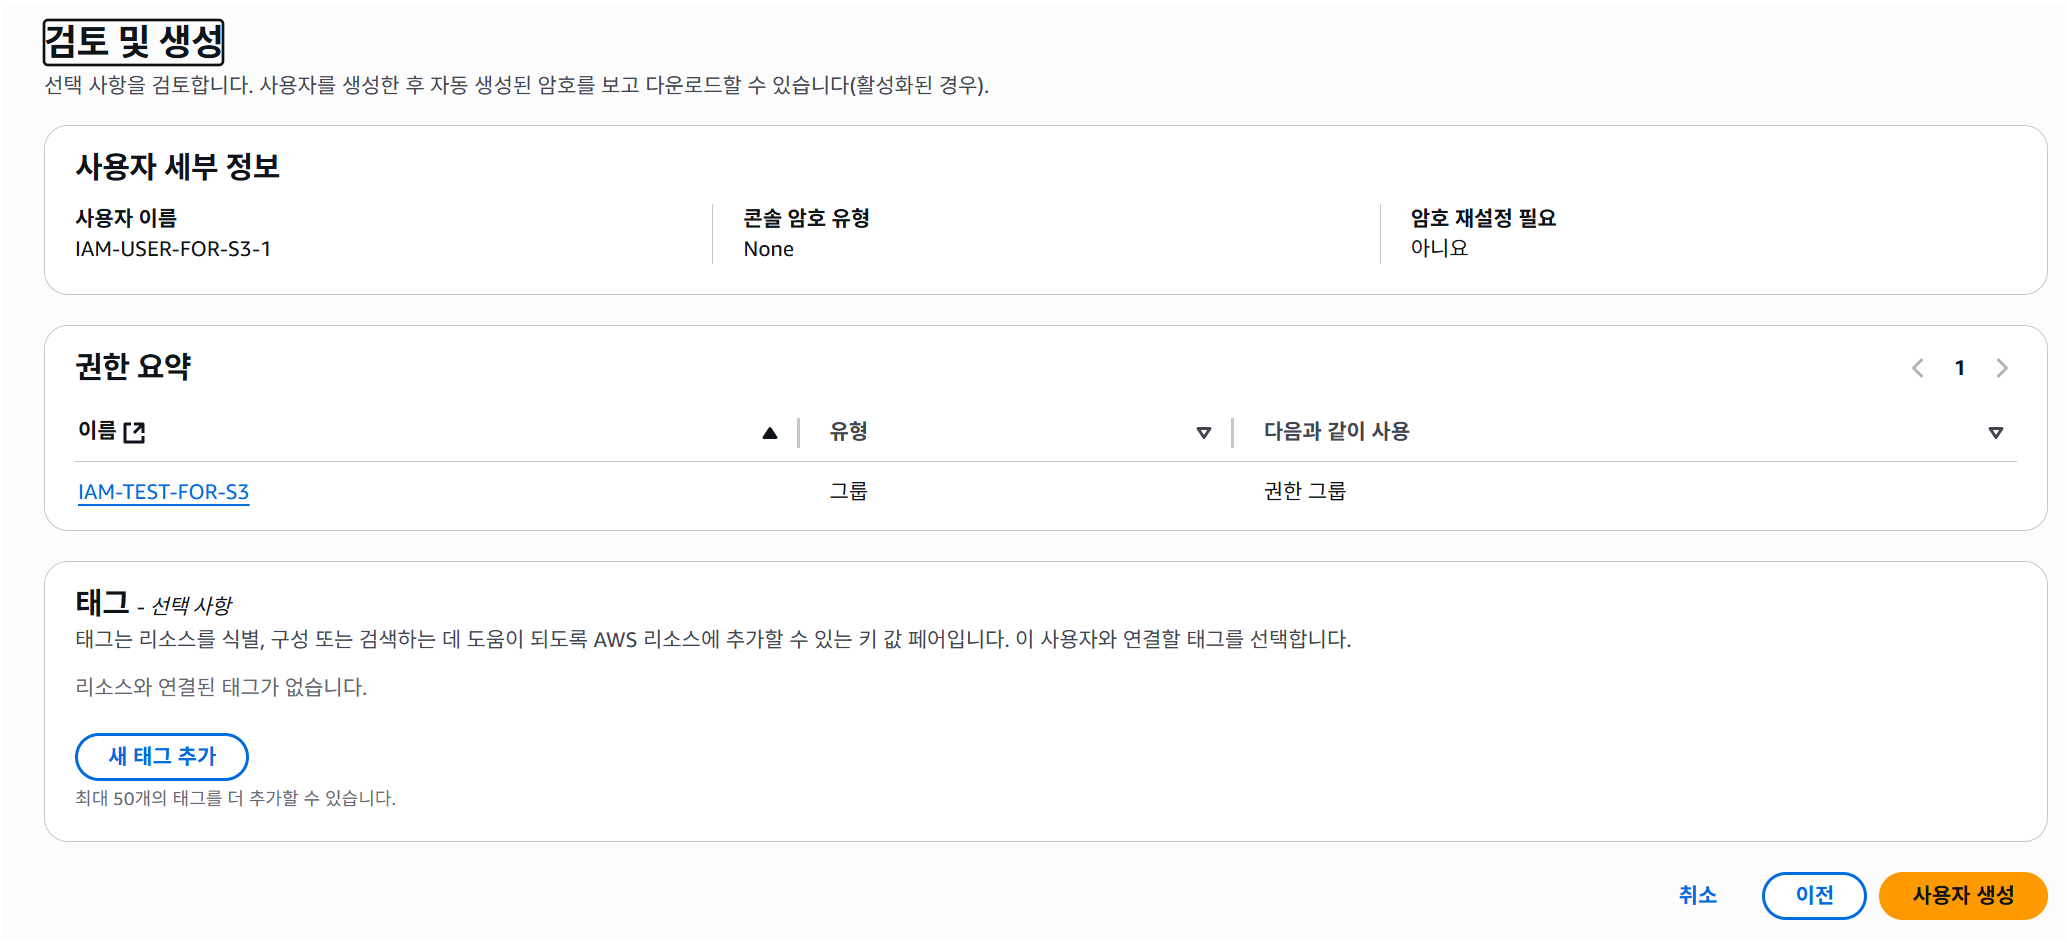 검토 및 생성
선택 사항을 검토합니다. 사용자를 생성한 후 자동 생성된 암호를 보고 다운로드할 수 있습니다(활성화된 경우).
사용자 세부 정보
사용자 이름
IAM-USER-FOR-S3-1
콘솔 암호 유형
None
암호 재설정 필요
아니요
권한 요약
1
이름 유형 다음과 같이 사용
IAM-TEST-FOR-S3 그룹 권한 그룹
태그 - 선택 사항
태그는 리소스를 식별, 구성 또는 검색하는 데 도움이 되도록 AWS 리소스에 추가할 수 있는 키 값 페어입니다. 이 사용자와 연결할 태그를 선택합니다.
리소스와 연결된 태그가 없습니다.
새 태그 추가
최대 50개의 태그를 더 추가할 수 있습니다.
취소 이전 사용자 생성